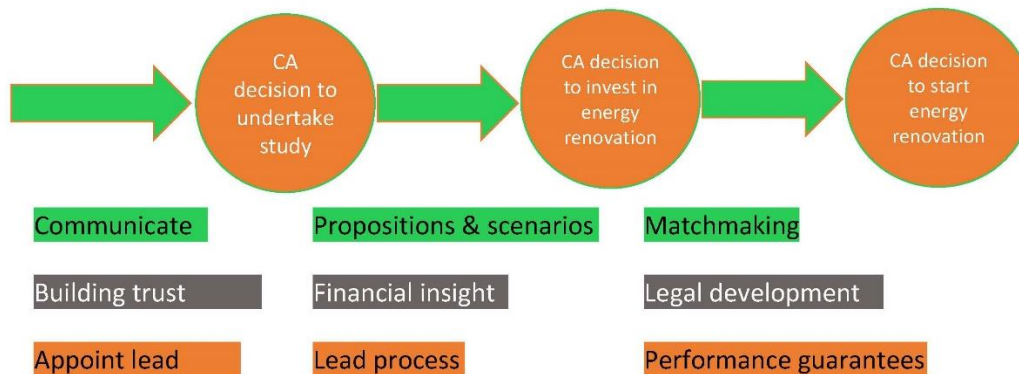 CA
decision to
undertake
study
CA decision
to invest in
energy
renovation
CA decision
to start
energy
renovation
Communicate
Propositions & scenarios
Matchmaking
Building trust
Financial insight
Legal development
Appoint lead
Lead process
Performance guarantees